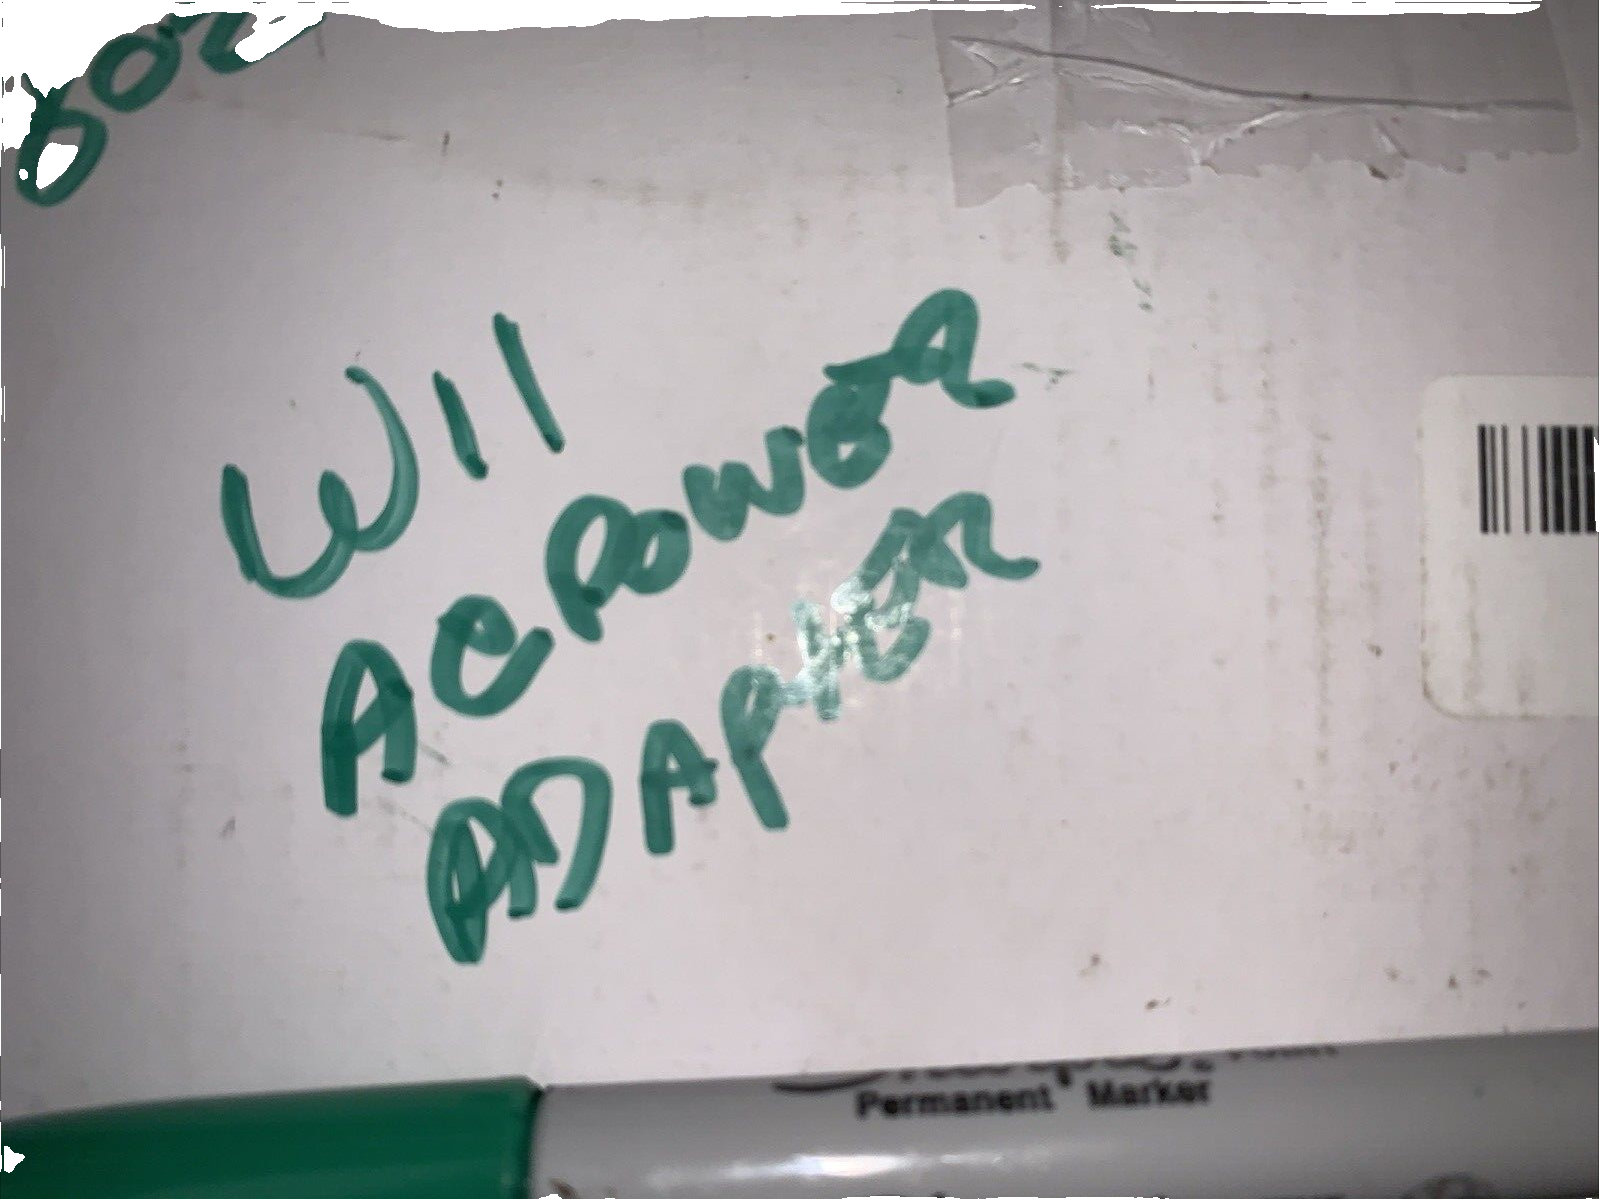 WII
AC POWER
ADAPTER
Permanent Marker